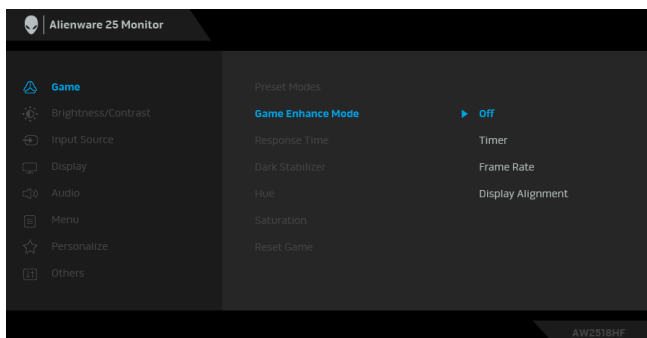 Alienware 25 Monitor
Game
Brightness/Contrast
Input Source
Display
Audio
Menu
Personalize
Others
Preset Modes
Game Enhance Mode
Response Time
Dark Stabilizer
Hue
Saturation
Reset Game
Off
Timer
Frame Rate
Display Alignment
AW2518HF